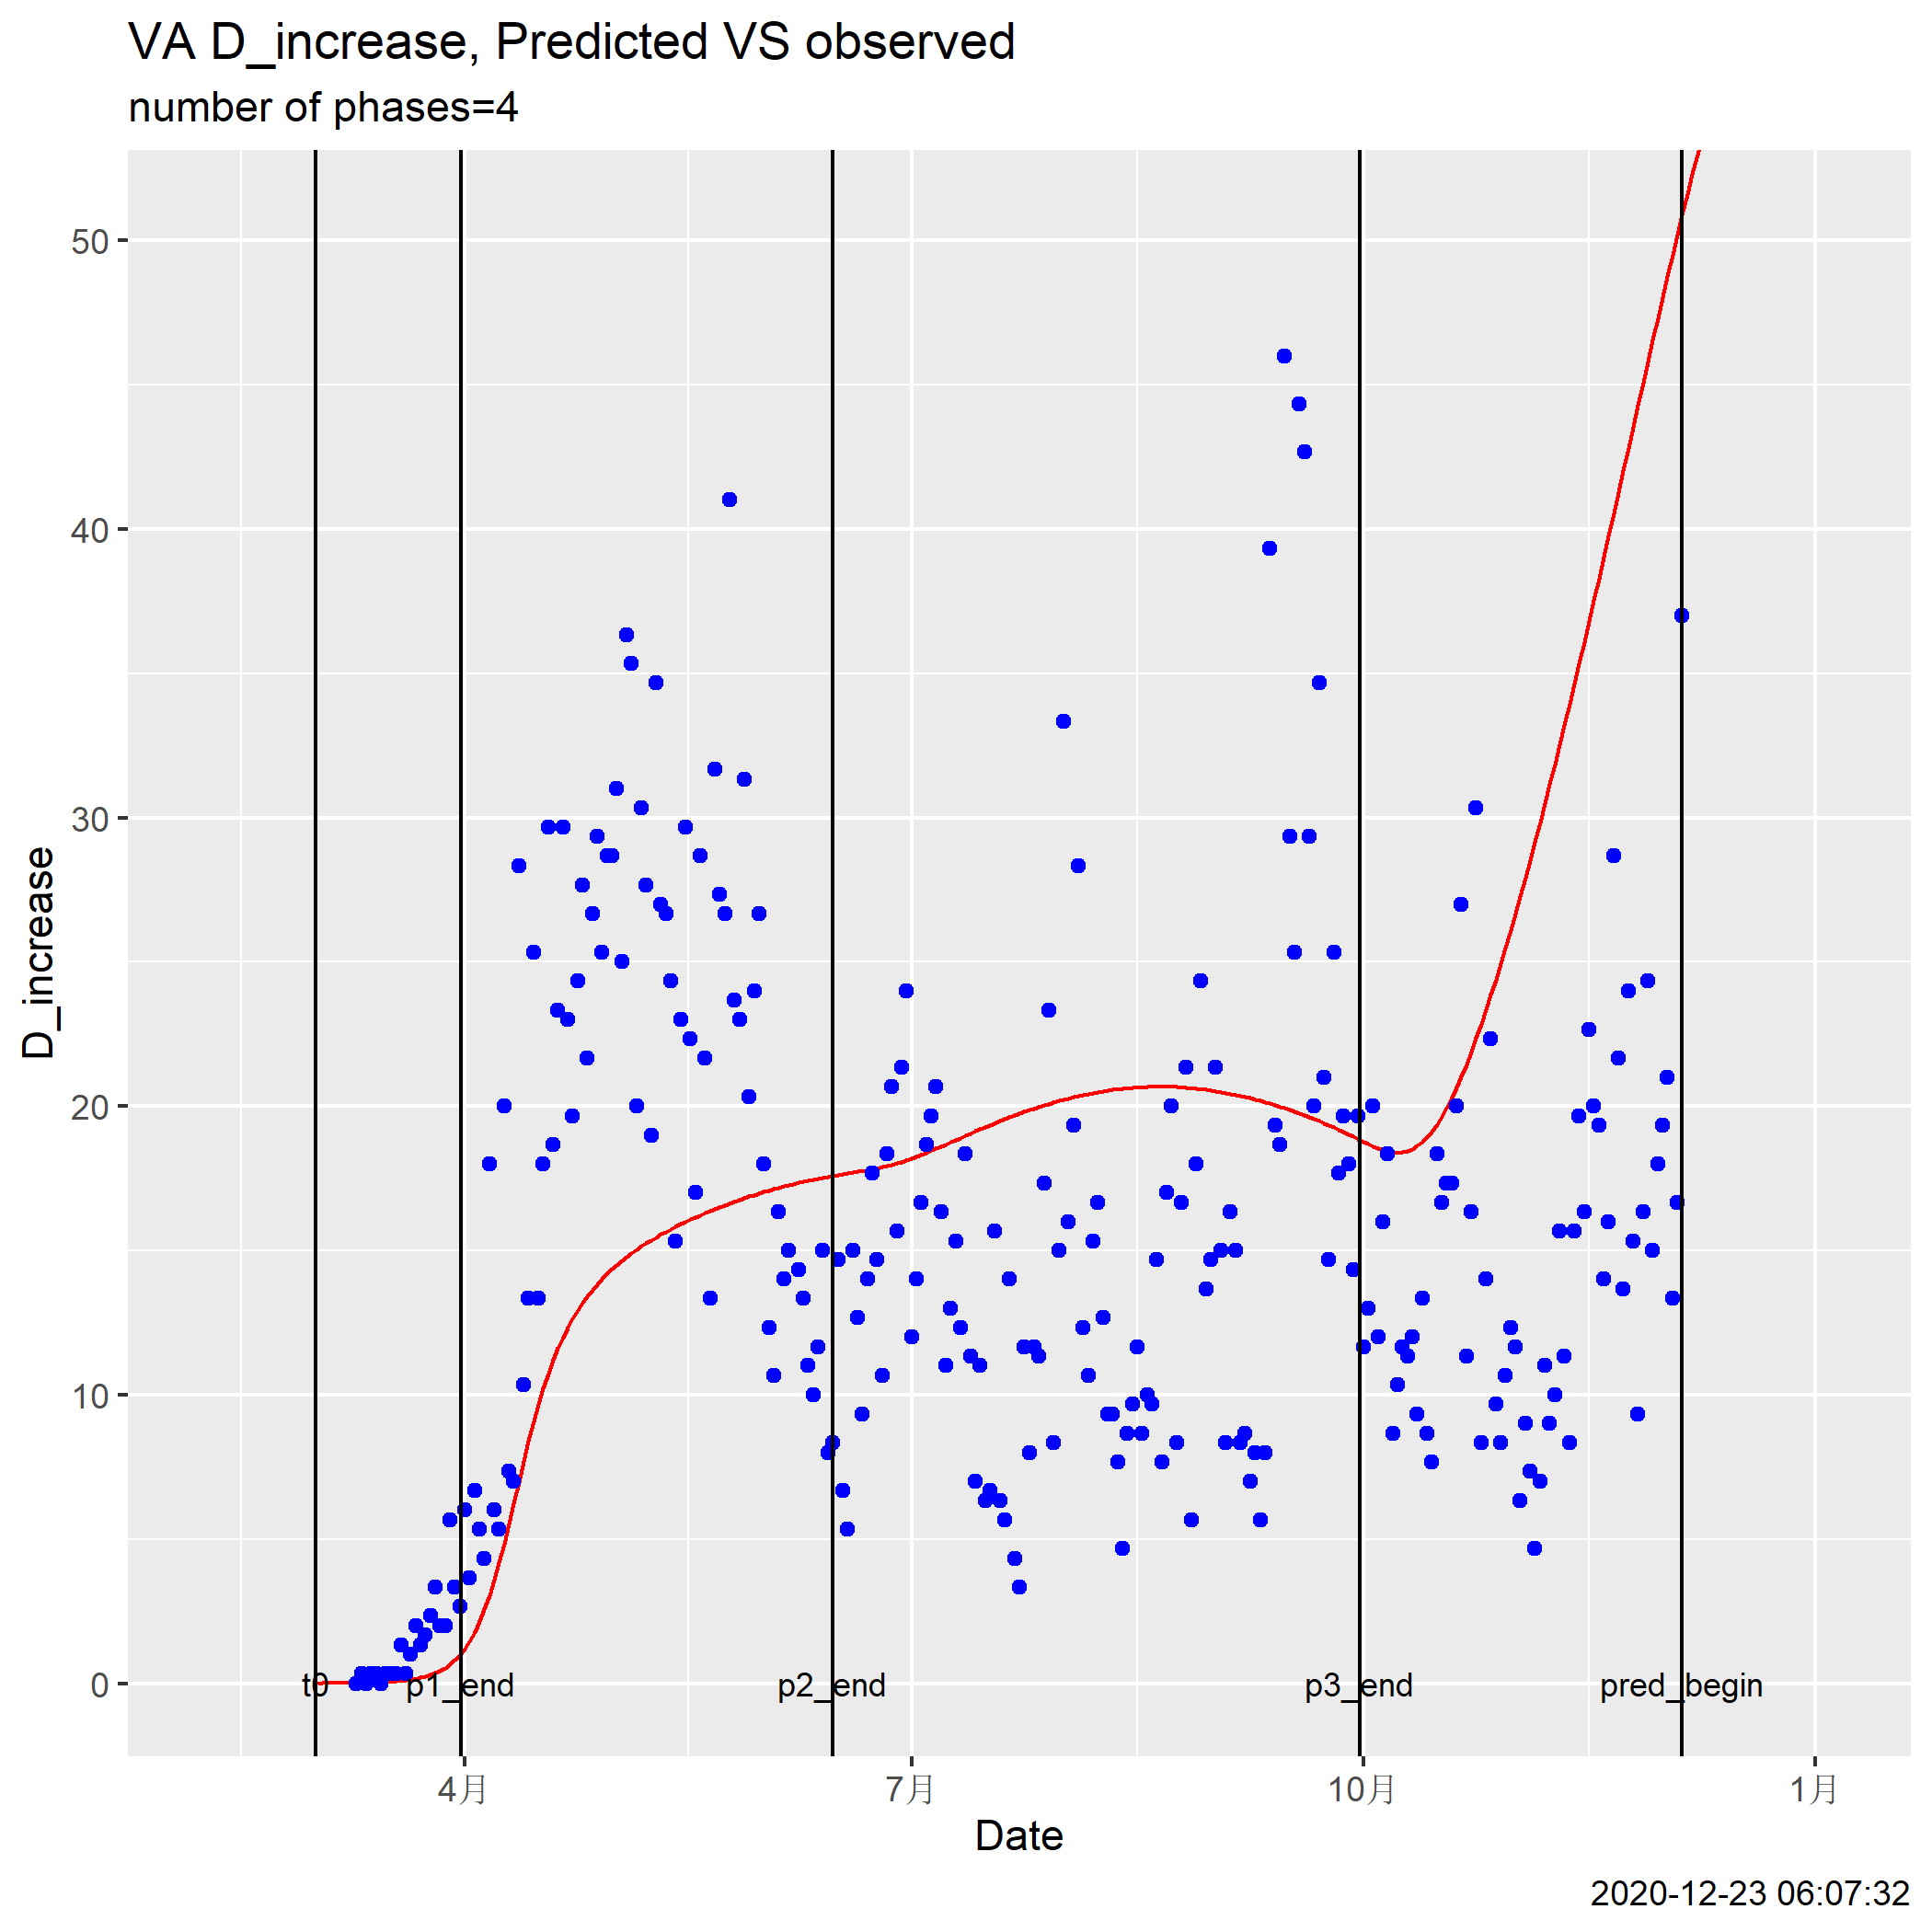 VA D_increase, Predicted VS observed
number of phases=4
50
40
30
20
10
0
D_increase
t0
p1_end
p2_end
p3_end
pred_begin
4月
7月
10月
1月
Date
2020-12-23 06:07:32